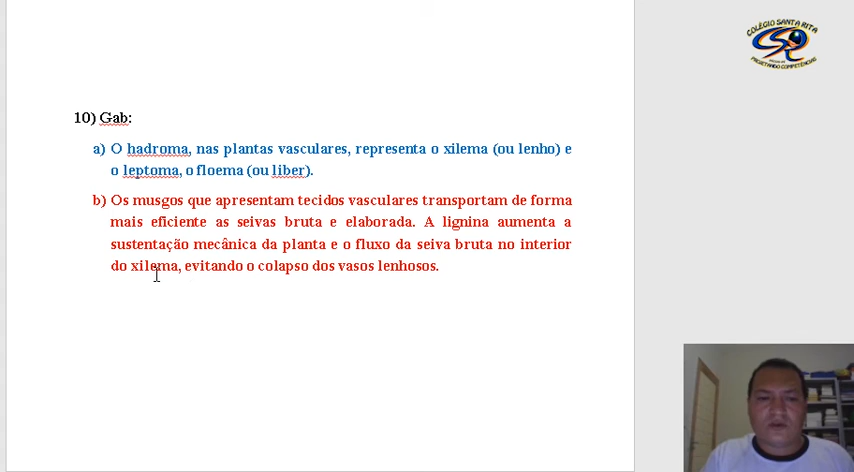 COLÉGIO SANTA RITA
PROJETANDO COMPETÊNCIAS
10) Gab:
a) O hadroma, nas plantas vasculares, representa o xilema (ou lenho) e
o leptoma, o floema (ou liber).
b) Os musgos que apresentam tecidos vasculares transportam de forma
mais eficiente as seivas bruta e elaborada. A lignina aumenta a
sustentação mecânica da planta e o fluxo da seiva bruta no interior
do xilema, evitando o colapso dos vasos lenhosos.